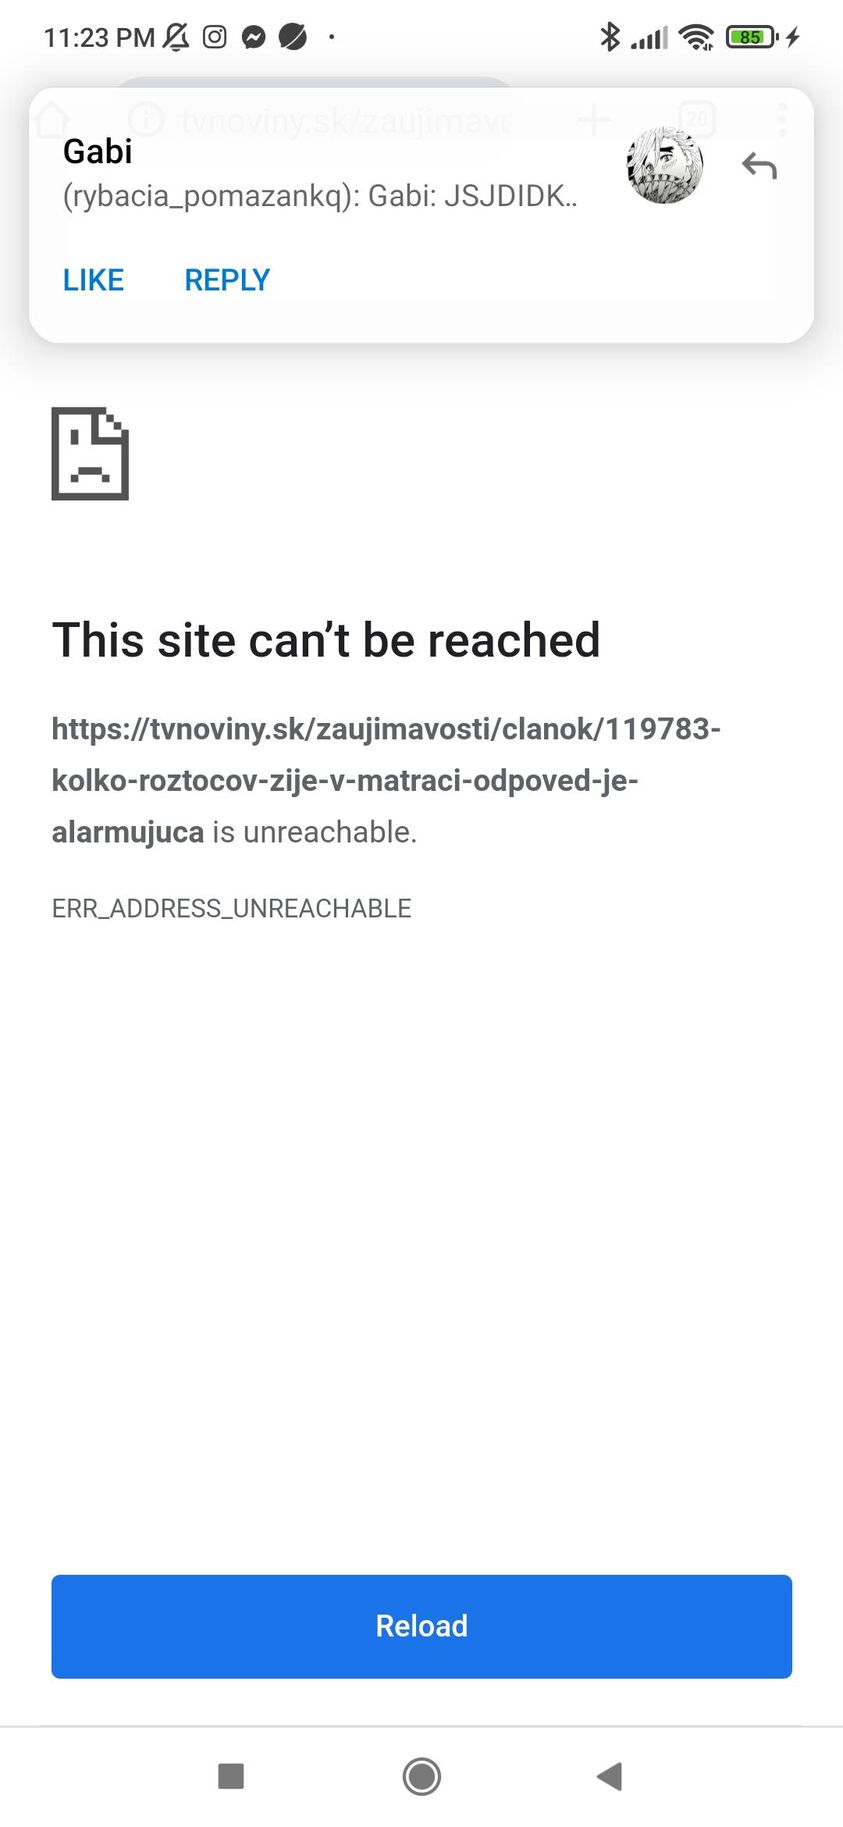 11:23 PM
85
tvnoviny.sk/zaujimavo
20
Gabi
(rybacia_pomazankq): Gabi: JSJDIDK..
LIKE REPLY
This site can’t be reached
https://tvnoviny.sk/zaujimavosti/clanok/119783-
kolko-roztocov-zije-v-matraci-odpoved-je-
alarmujuca is unreachable.
ERR_ADDRESS_UNREACHABLE
Reload